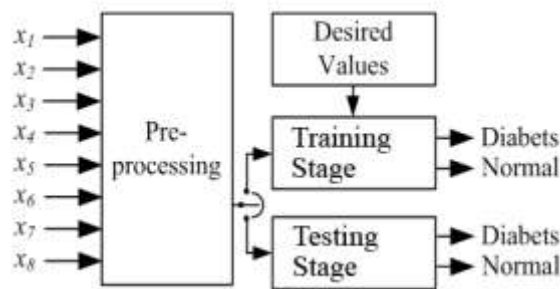 x1
x2
x3
x4
x5
x6
x7
x8
Pre-
processing
Desired
Values
Training
Stage
Diabets
Normal
Testing
Stage
Diabets
Normal